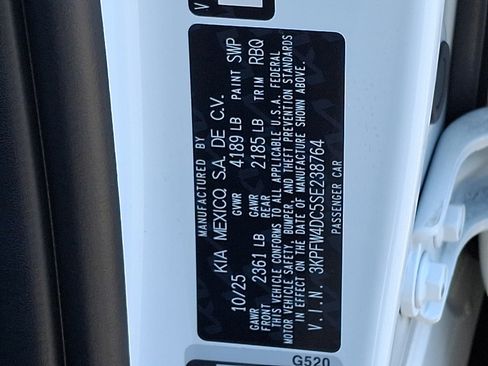 MANUFACTURED BY
KIA MEXICO, S.A. DE C.V.
10/25 GVWR 4189 LB PAINT SWP
GAWR FRONT 2361 LB GAWR REAR 2185 LB TRIM RBQ
THIS VEHICLE CONFORMS TO ALL APPLICABLE U.S.A. FEDERAL
MOTOR VEHICLE SAFETY, BUMPER, AND THEFT PREVENTION STANDARDS
IN EFFECT ON THE DATE OF MANUFACTURE SHOWN ABOVE.
V.I.N. 3KPFW4DC5SE238764
PASSENGER CAR
G520
V